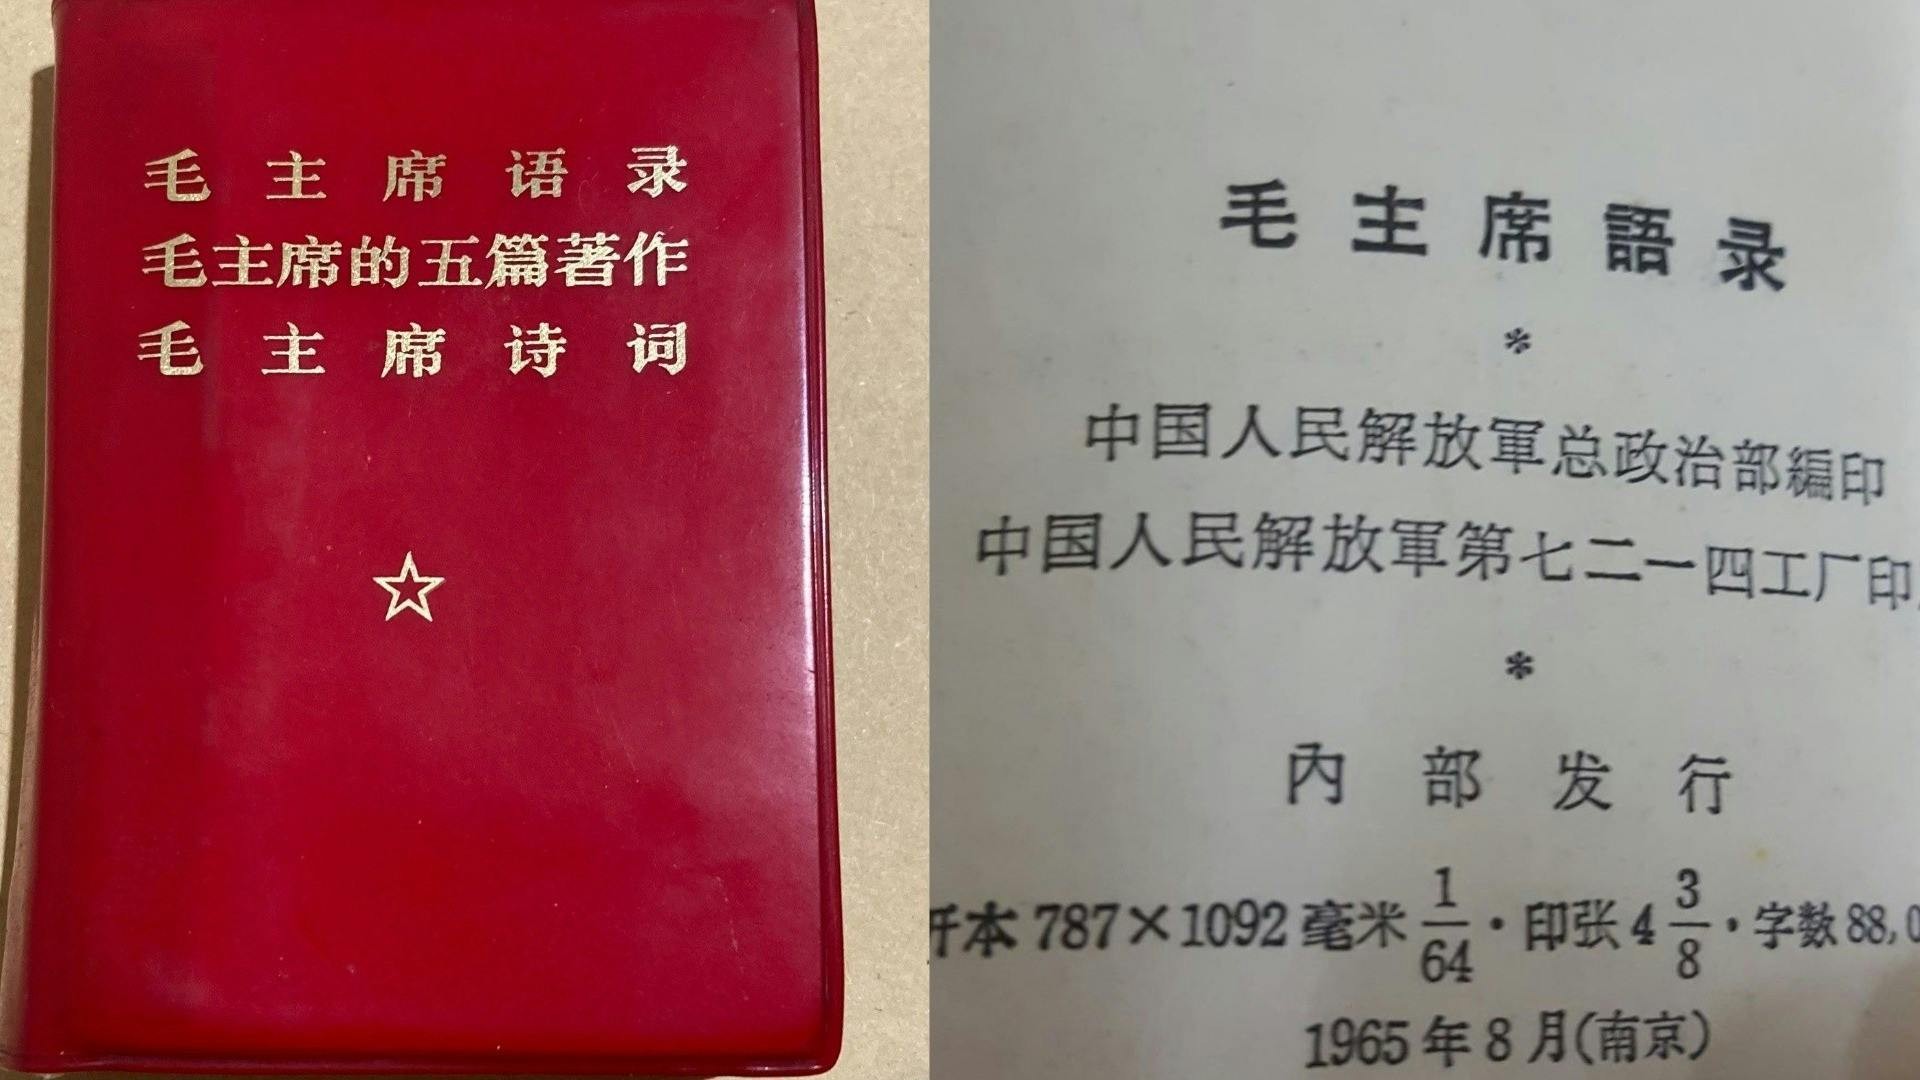 毛主席语录
毛主席的五篇著作
毛主席诗词
毛主席語录
*
中国人民解放軍总政治部編印
中国人民解放軍第七二一四工厂印
*
内部发行
开本 787×1092 毫米 1/64 · 印张 4 3/8 · 字数 88,0
1965年8月(南京)